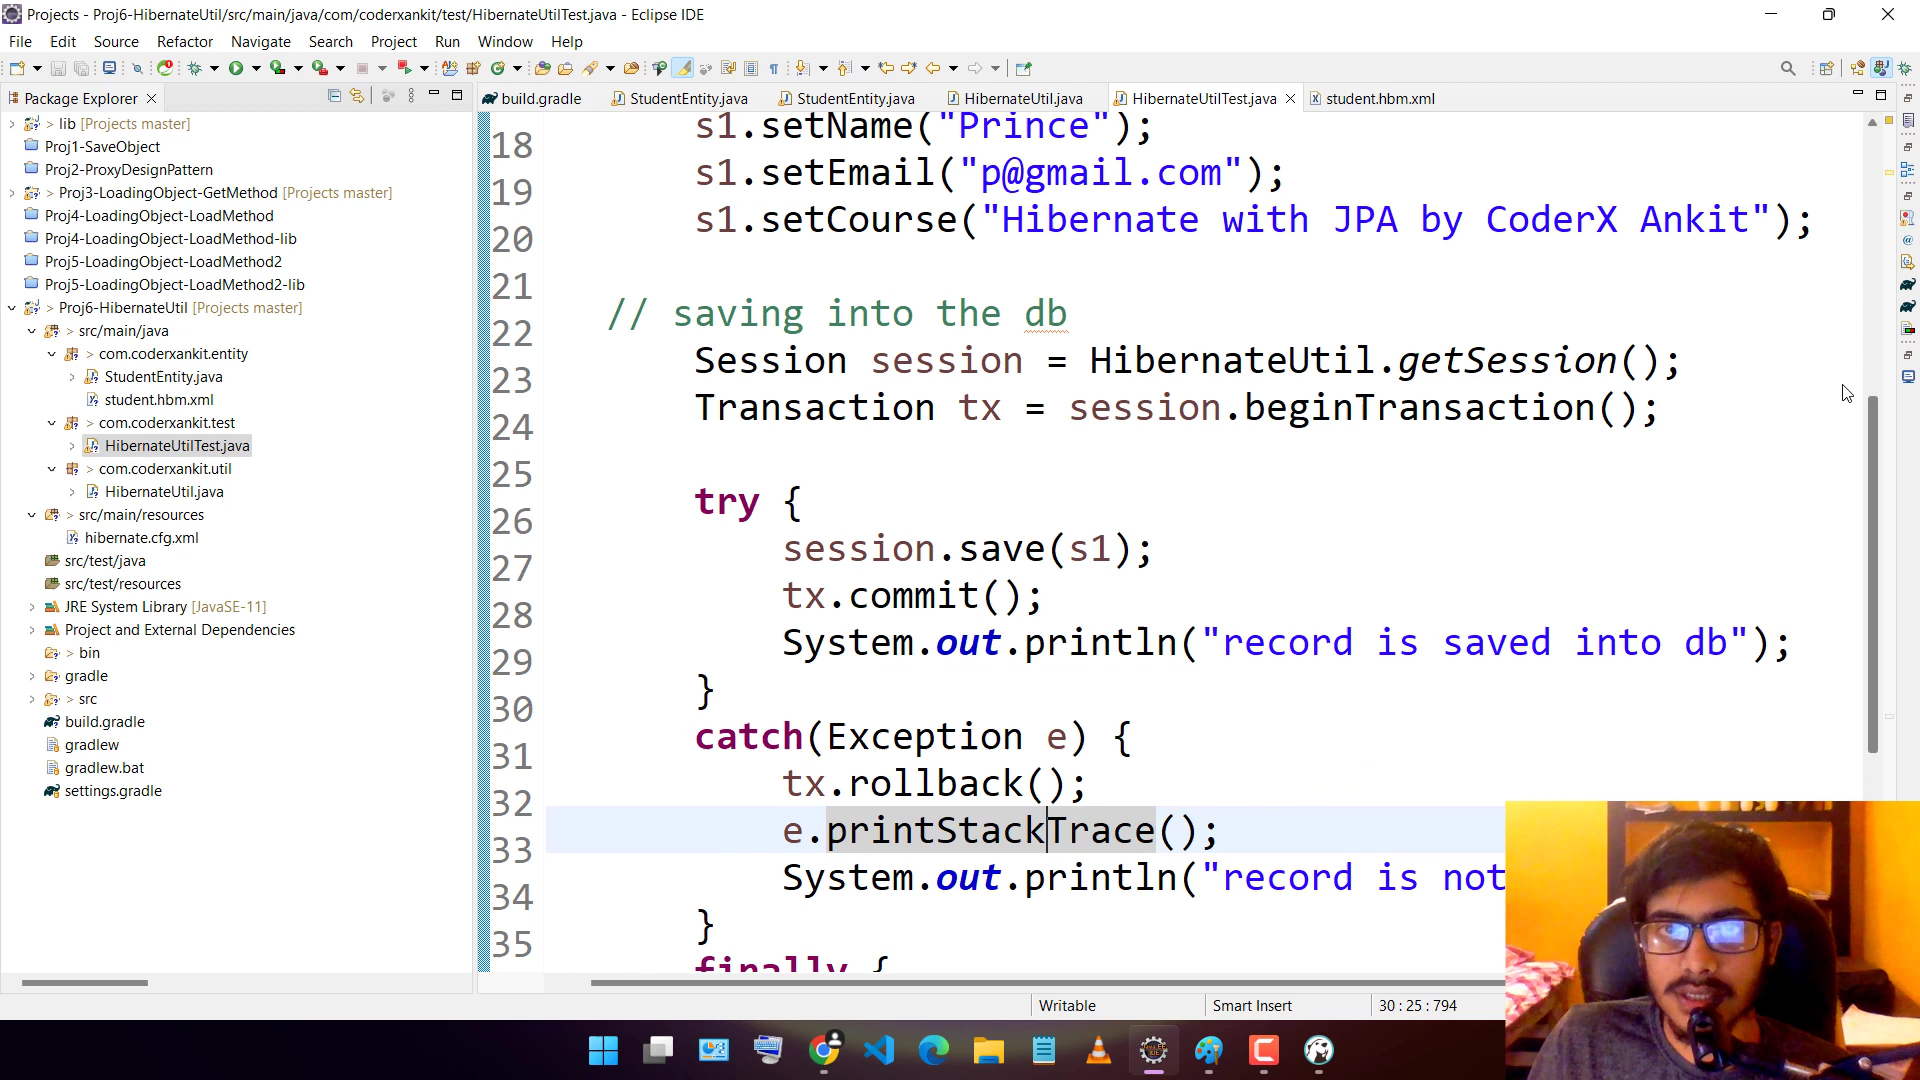 Projects - Proj6-HibernateUtil/src/main/java/com/coderxankit/test/HibernateUtilTest.java - Eclipse IDE
File Edit Source Refactor Navigate Search Project Run Window Help
Package Explorer
build.gradle StudentEntity.java StudentEntity.java HibernateUtil.java HibernateUtilTest.java student.hbm.xml
> lib [Projects master]
Proj1-SaveObject
Proj2-ProxyDesignPattern
> Proj3-LoadingObject-GetMethod [Projects master]
Proj4-LoadingObject-LoadMethod
Proj4-LoadingObject-LoadMethod-lib
Proj5-LoadingObject-LoadMethod2
Proj5-LoadingObject-LoadMethod2-lib
> Proj6-HibernateUtil [Projects master]
> src/main/java
> com.coderxankit.entity
StudentEntity.java
student.hbm.xml
> com.coderxankit.test
HibernateUtilTest.java
> com.coderxankit.util
HibernateUtil.java
> src/main/resources
hibernate.cfg.xml
src/test/java
src/test/resources
JRE System Library [JavaSE-11]
Project and External Dependencies
> bin
gradle
> src
build.gradle
gradlew
gradlew.bat
settings.gradle
18 s1.setName("Prince");
19 s1.setEmail("p@gmail.com");
20 s1.setCourse("Hibernate with JPA by CoderX Ankit");
21
22 // saving into the db
23 Session session = HibernateUtil.getSession();
24 Transaction tx = session.beginTransaction();
25
26 try {
27 session.save(s1);
28 tx.commit();
29 System.out.println("record is saved into db");
30 }
31 catch(Exception e) {
32 tx.rollback();
33 e.printStackTrace();
34 System.out.println("record is not
35 }
finally {
Writable Smart Insert 30 : 25 : 794